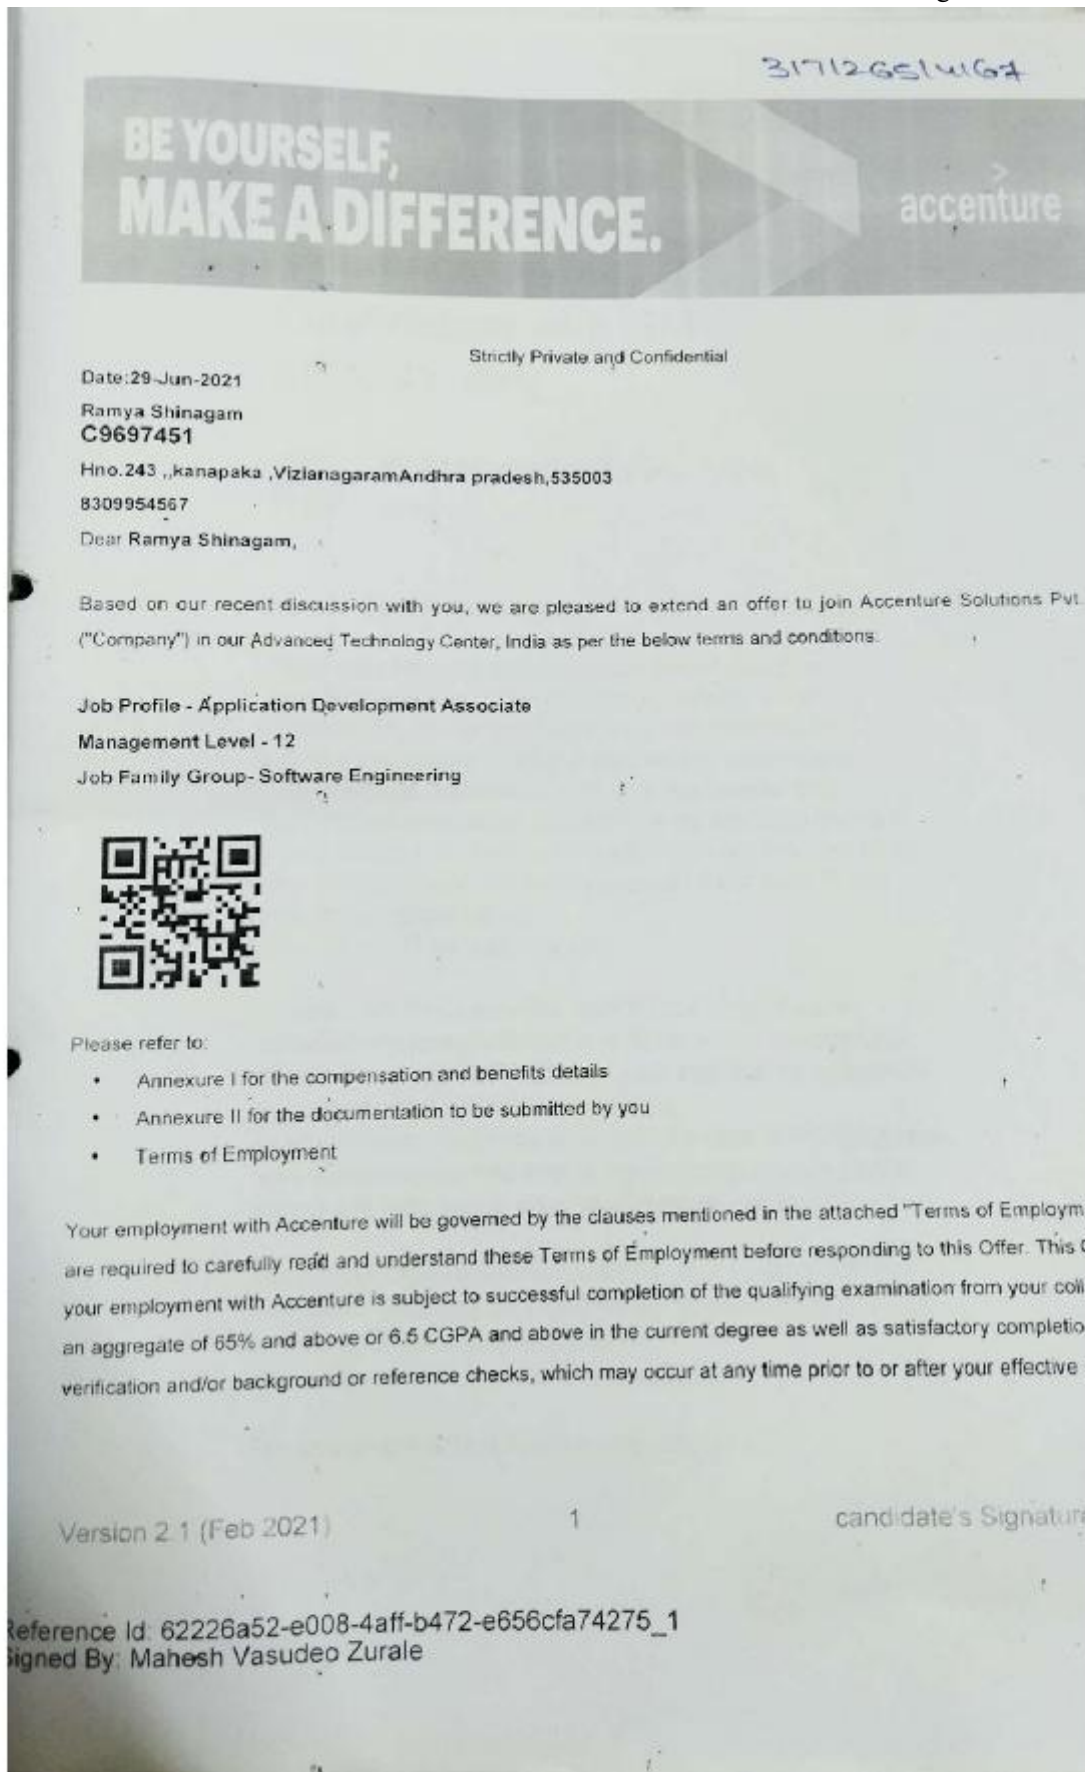 317126514167
BE YOURSELF,
MAKE A DIFFERENCE.
accenture
Strictly Private and Confidential
Date:29-Jun-2021
Ramya Shinagam
C9697451
Hno.243 ,,kanapaka ,VizianagaramAndhra pradesh,535003
8309954567
Dear Ramya Shinagam,
Based on our recent discussion with you, we are pleased to extend an offer to join Accenture Solutions Pvt.
("Company") in our Advanced Technology Center, India as per the below terms and conditions:
Job Profile - Application Development Associate
Management Level - 12
Job Family Group- Software Engineering
Please refer to:
• Annexure I for the compensation and benefits details
• Annexure II for the documentation to be submitted by you
• Terms of Employment
Your employment with Accenture will be governed by the clauses mentioned in the attached "Terms of Employm
are required to carefully read and understand these Terms of Employment before responding to this Offer. This
your employment with Accenture is subject to successful completion of the qualifying examination from your coll
an aggregate of 65% and above or 6.5 CGPA and above in the current degree as well as satisfactory completio
verification and/or background or reference checks, which may occur at any time prior to or after your effective
Version 2.1 (Feb 2021)
1
candidate's Signature
Reference Id: 62226a52-e008-4aff-b472-e656cfa74275_1
Signed By: Mahesh Vasudeo Zurale